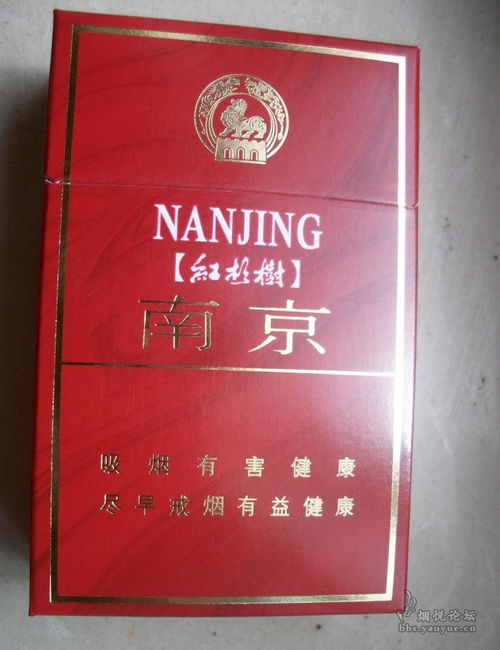 NANJING
【紅杉樹】
南京
吸烟有害健康
尽早戒烟有益健康
烟悦论坛
bbs.yanyue.cn